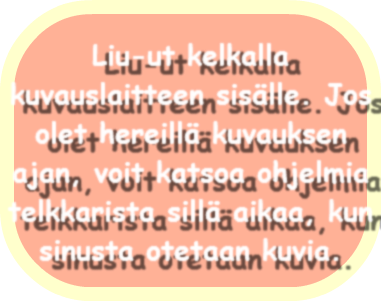 Liu-ut kelkalla
kuvauslaitteen sisälle. Jos
olet hereillä kuvauksen
ajan, voit katsoa ohjelmia
telkkarista sillä aikaa, kun
sinusta otetaan kuvia.